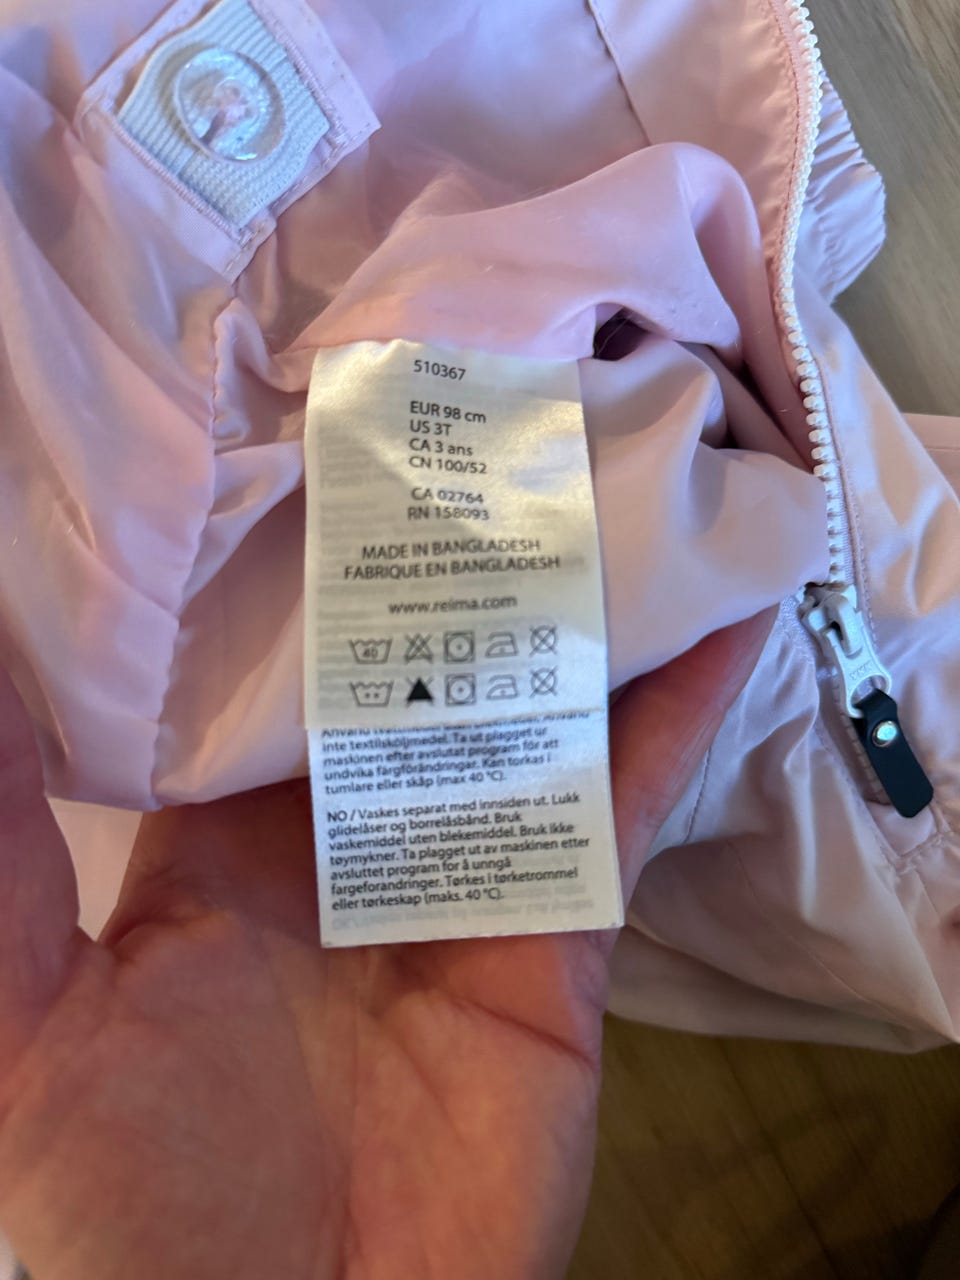 510367
EUR 98 cm
US 3T
CA 3 ans
CN 100/52
CA 02764
RN 158093
MADE IN BANGLADESH
FABRIQUE EN BANGLADESH
www.reima.com
40
inte textilsköljmedel. Ta ut plagget ur
maskinen efter avslutat program för att
undvika färgförändringar. Kan torkas i
tumlare eller skåp (max 40 °C).
NO / Vaskes separat med innsiden ut. Lukk
glidelåser og borrelåsbånd. Bruk
vaskemiddel uten blekemiddel. Bruk ikke
tøymykner. Ta plagget ut av maskinen etter
avsluttet program for å unngå
fargeforandringer. Tørkes i tørketrommel
eller tørkeskap (maks. 40 °C).
YKK